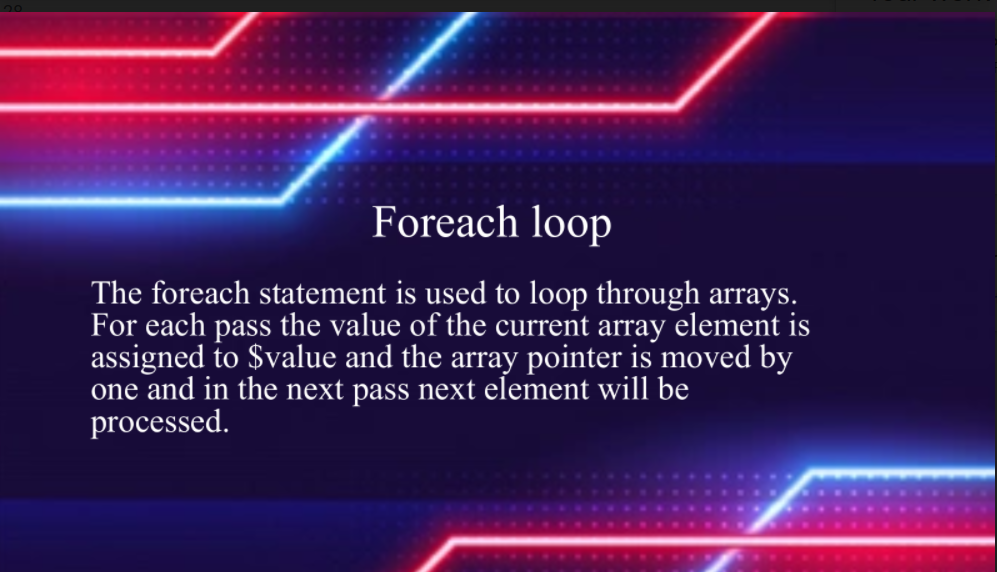 Foreach loop
The foreach statement is used to loop through arrays.
For each pass the value of the current array element is
assigned to $value and the array pointer is moved by
one and in the next pass next element will be
processed.